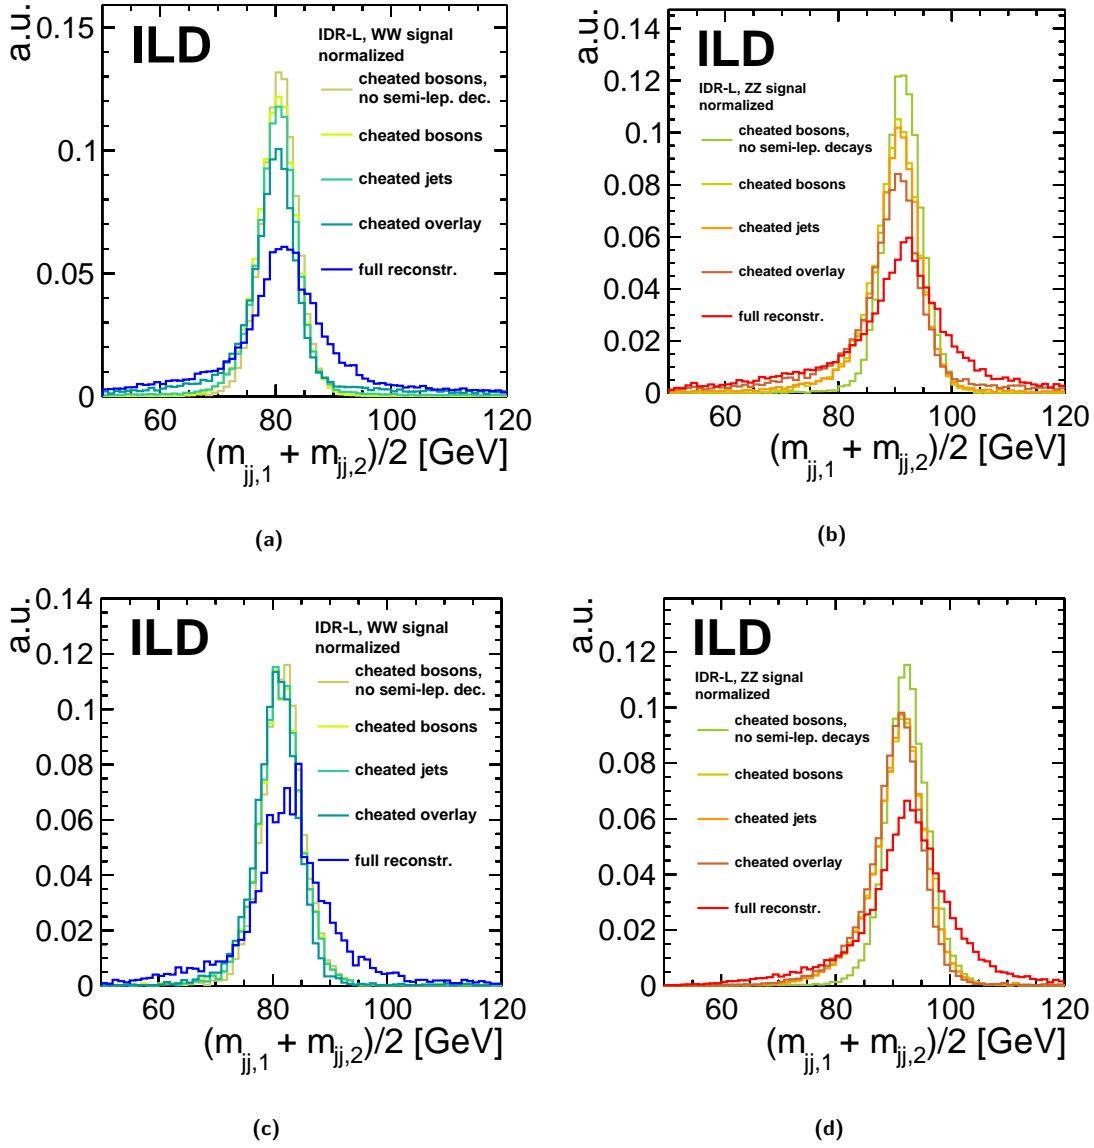 a.u.
0.15
0.1
0.05
0
ILD
IDR-L, WW signal
normalized
cheated bosons,
no semi-lep. dec.
cheated bosons
cheated jets
cheated overlay
full reconstr.
60 80 100 120
(m_jj,1 + m_jj,2)/2 [GeV]
(a)
a.u.
0.14
0.12
0.1
0.08
0.06
0.04
0.02
0
ILD
IDR-L, ZZ signal
normalized
cheated bosons,
no semi-lep. decays
cheated bosons
cheated jets
cheated overlay
full reconstr.
60 80 100 120
(m_jj,1 + m_jj,2)/2 [GeV]
(b)
a.u.
0.14
0.12
0.1
0.08
0.06
0.04
0.02
0
ILD
IDR-L, WW signal
normalized
cheated bosons,
no semi-lep. dec.
cheated bosons
cheated jets
cheated overlay
full reconstr.
60 80 100 120
(m_jj,1 + m_jj,2)/2 [GeV]
(c)
a.u.
0.12
0.1
0.08
0.06
0.04
0.02
0
ILD
IDR-L, ZZ signal
normalized
cheated bosons,
no semi-lep. decays
cheated bosons
cheated jets
cheated overlay
full reconstr.
60 80 100 120
(m_jj,1 + m_jj,2)/2 [GeV]
(d)